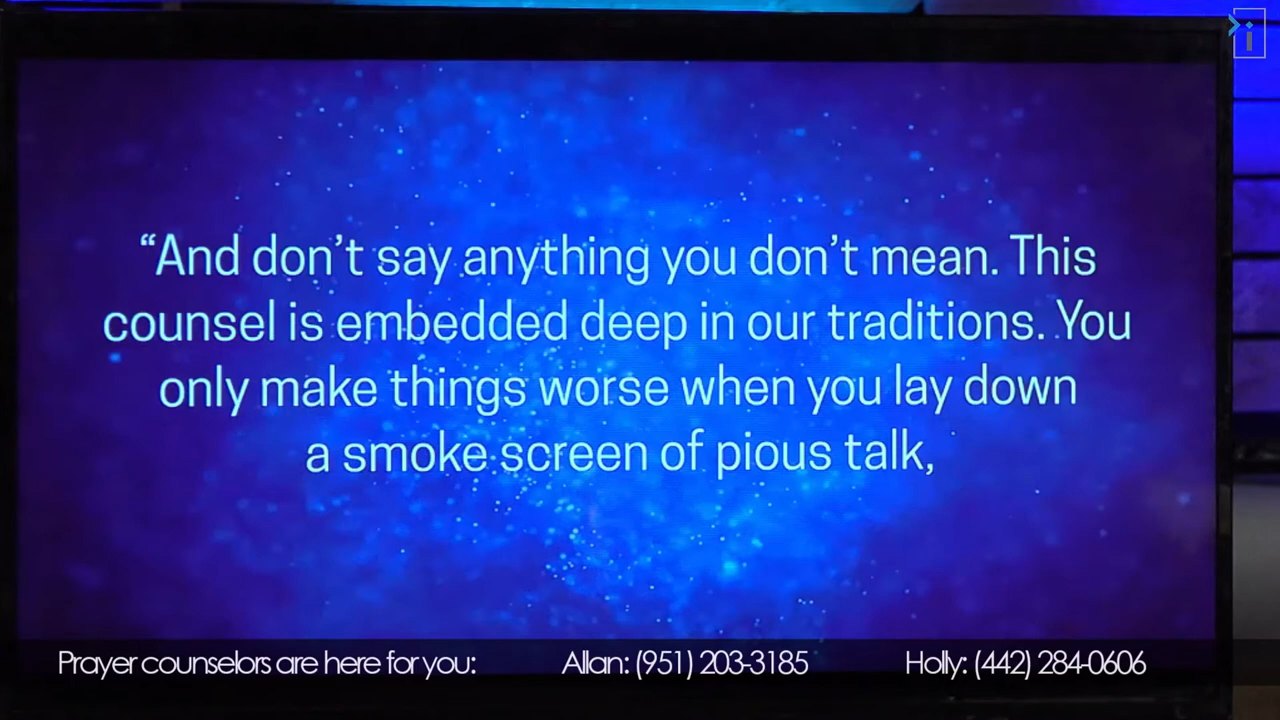 “And don’t say anything you don’t mean. This
counsel is embedded deep in our traditions. You
only make things worse when you lay down
a smoke screen of pious talk,
Prayer counselors are here for you: Allan: (951) 203-3185 Holly: (442) 284-0606